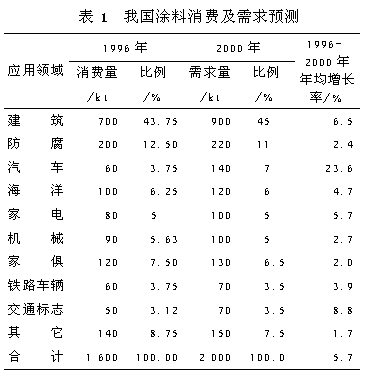 表 1 我国涂料消费及需求预测
应用领域 1996 年 2000 年 1996-2000 年年均增长率/%
消费量/kt 比例/% 需求量/kt 比例/%
建 筑 700 43.75 900 45 6.5
防 腐 200 12.50 220 11 2.4
汽 车 60 3.75 140 7 23.6
海 洋 100 6.25 120 6 4.7
家 电 80 5 100 5 5.7
机 械 90 5.63 100 5 2.7
家 俱 120 7.50 130 6.5 2.0
铁路车辆 60 3.75 70 3.5 3.9
交通标志 50 3.12 70 3.5 8.8
其 它 140 8.75 150 7.5 1.7
合 计 1 600 100.00 2 000 100.0 5.7